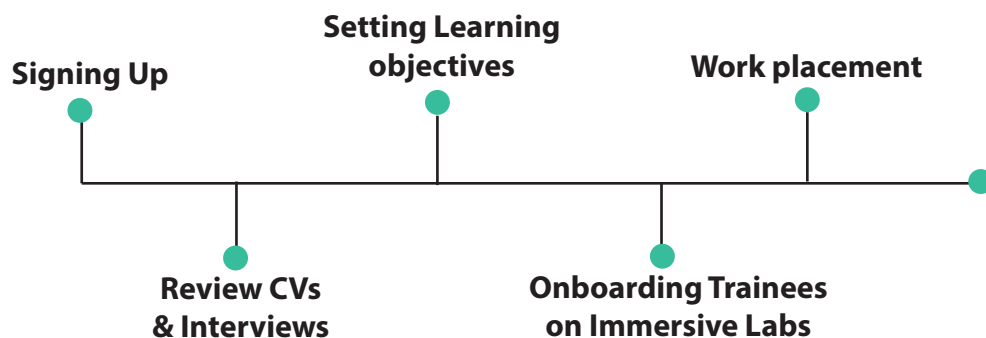 Signing Up
Review CVs
& Interviews
Setting Learning
objectives
Onboarding Trainees
on Immersive Labs
Work placement